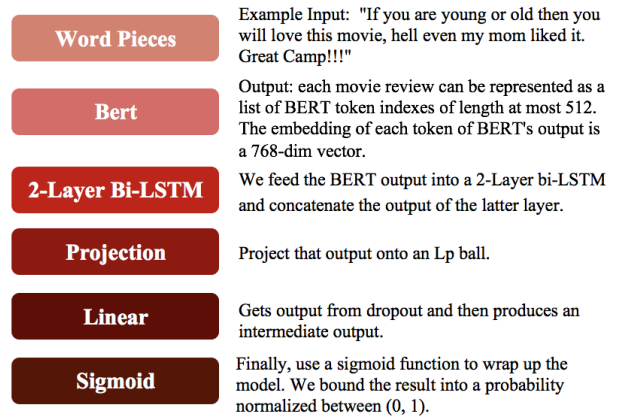 Word Pieces
Example Input:  "If you are young or old then you
will love this movie, hell even my mom liked it.
Great Camp!!!"
Bert
Output: each movie review can be represented as a
list of BERT token indexes of length at most 512.
The embedding of each token of BERT's output is
a 768-dim vector.
2-Layer Bi-LSTM
We feed the BERT output into a 2-Layer bi-LSTM
and concatenate the output of the latter layer.
Projection
Project that output onto an Lp ball.
Linear
Gets output from dropout and then produces an
intermediate output.
Sigmoid
Finally, use a sigmoid function to wrap up the
model. We bound the result into a probability
normalized between (0, 1).